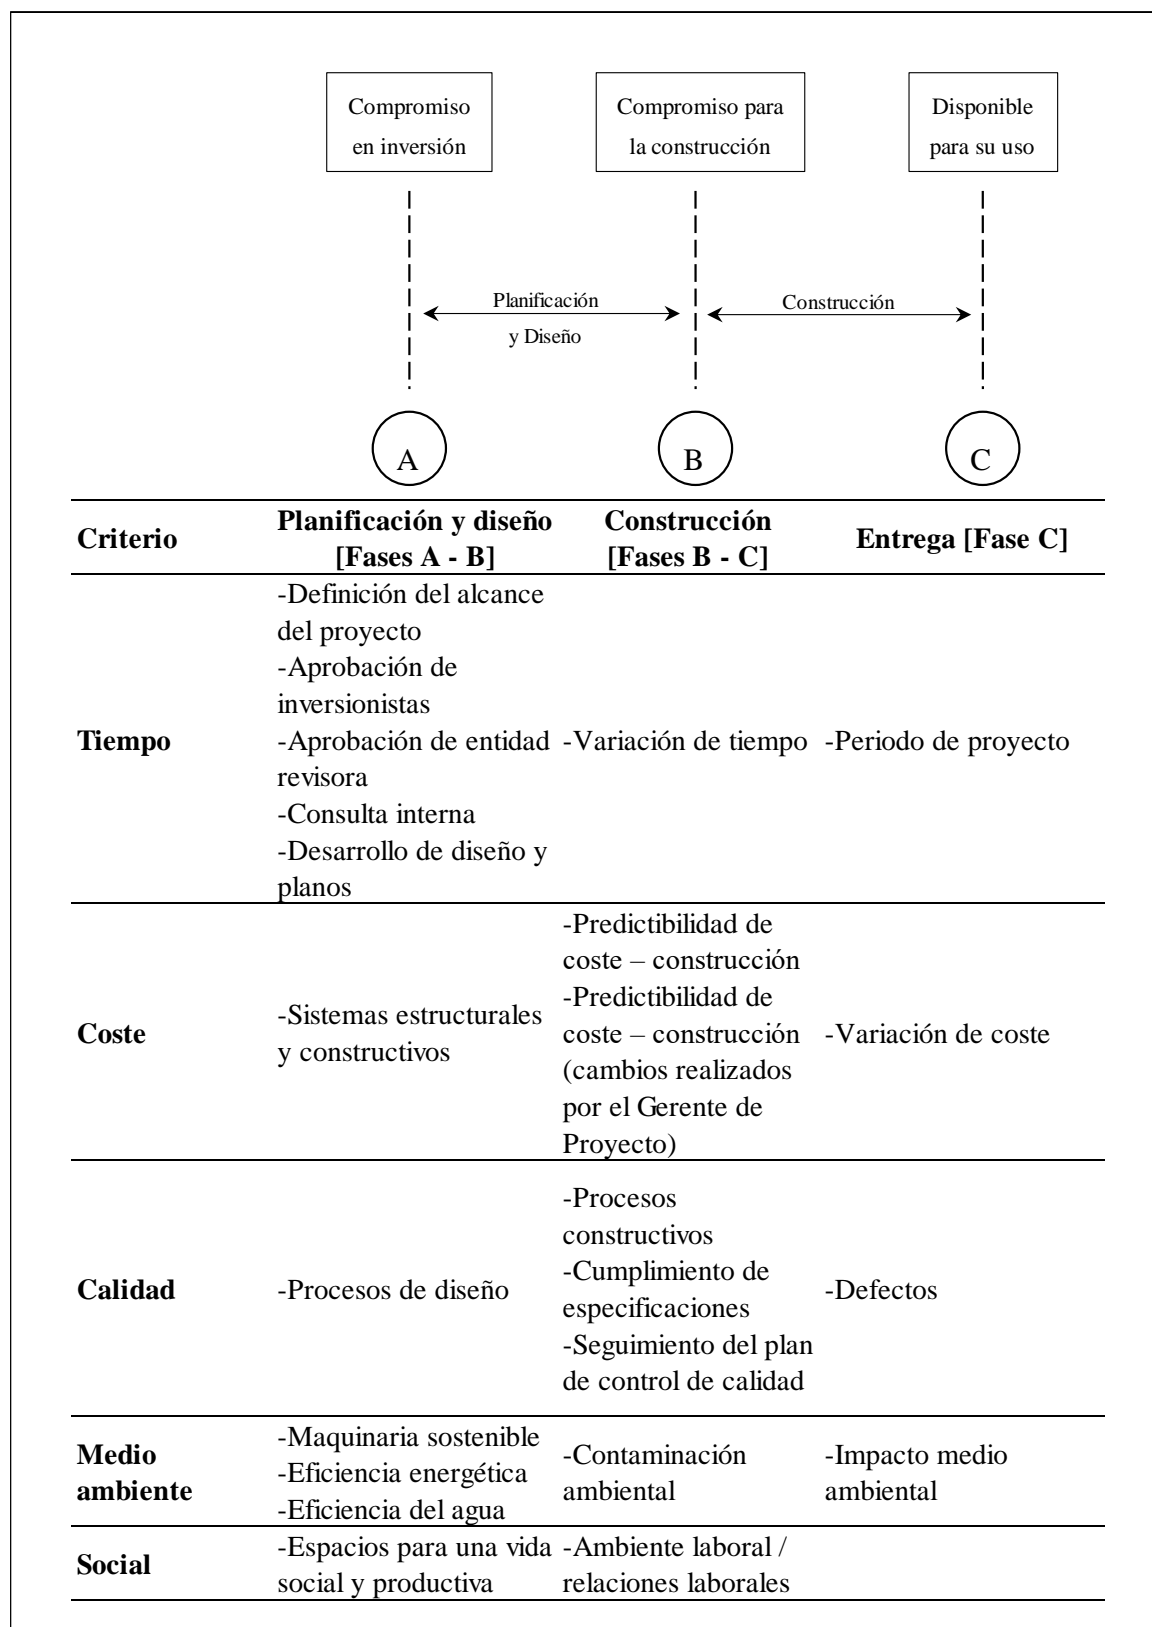 Compromiso
en inversión
Compromiso para
la construcción
Disponible
para su uso
Planificación
y Diseño
Construcción
A
B
C
Criterio
Planificación y diseño
[Fases A - B]
Construcción
[Fases B - C]
Entrega [Fase C]
Tiempo
-Definición del alcance
del proyecto
-Aprobación de
inversionistas
-Aprobación de entidad
revisora
-Consulta interna
-Desarrollo de diseño y
planos
-Variación de tiempo
-Periodo de proyecto
Coste
-Sistemas estructurales
y constructivos
-Predictibilidad de
coste – construcción
-Predictibilidad de
coste – construcción
(cambios realizados
por el Gerente de
Proyecto)
-Variación de coste
Calidad
-Procesos de diseño
-Procesos
constructivos
-Cumplimiento de
especificaciones
-Seguimiento del plan
de control de calidad
-Defectos
Medio
ambiente
-Maquinaria sostenible
-Eficiencia energética
-Eficiencia del agua
-Contaminación
ambiental
-Impacto medio
ambiental
Social
-Espacios para una vida
social y productiva
-Ambiente laboral /
relaciones laborales